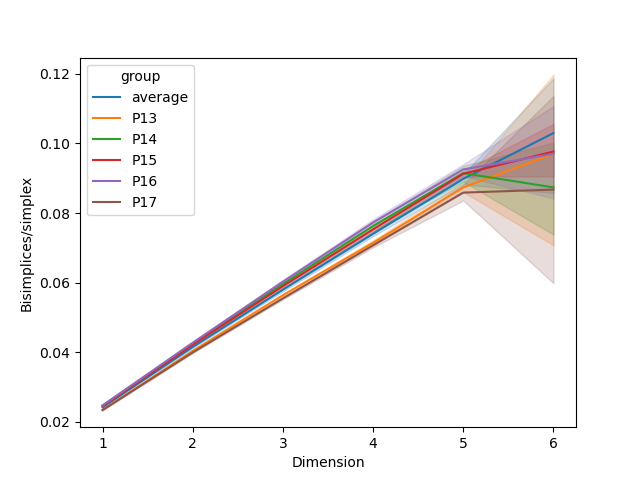 group
average
P13
P14
P15
P16
P17
0.12
0.10
0.08
0.06
0.04
0.02
Bisimplices/simplex
1 2 3 4 5 6
Dimension